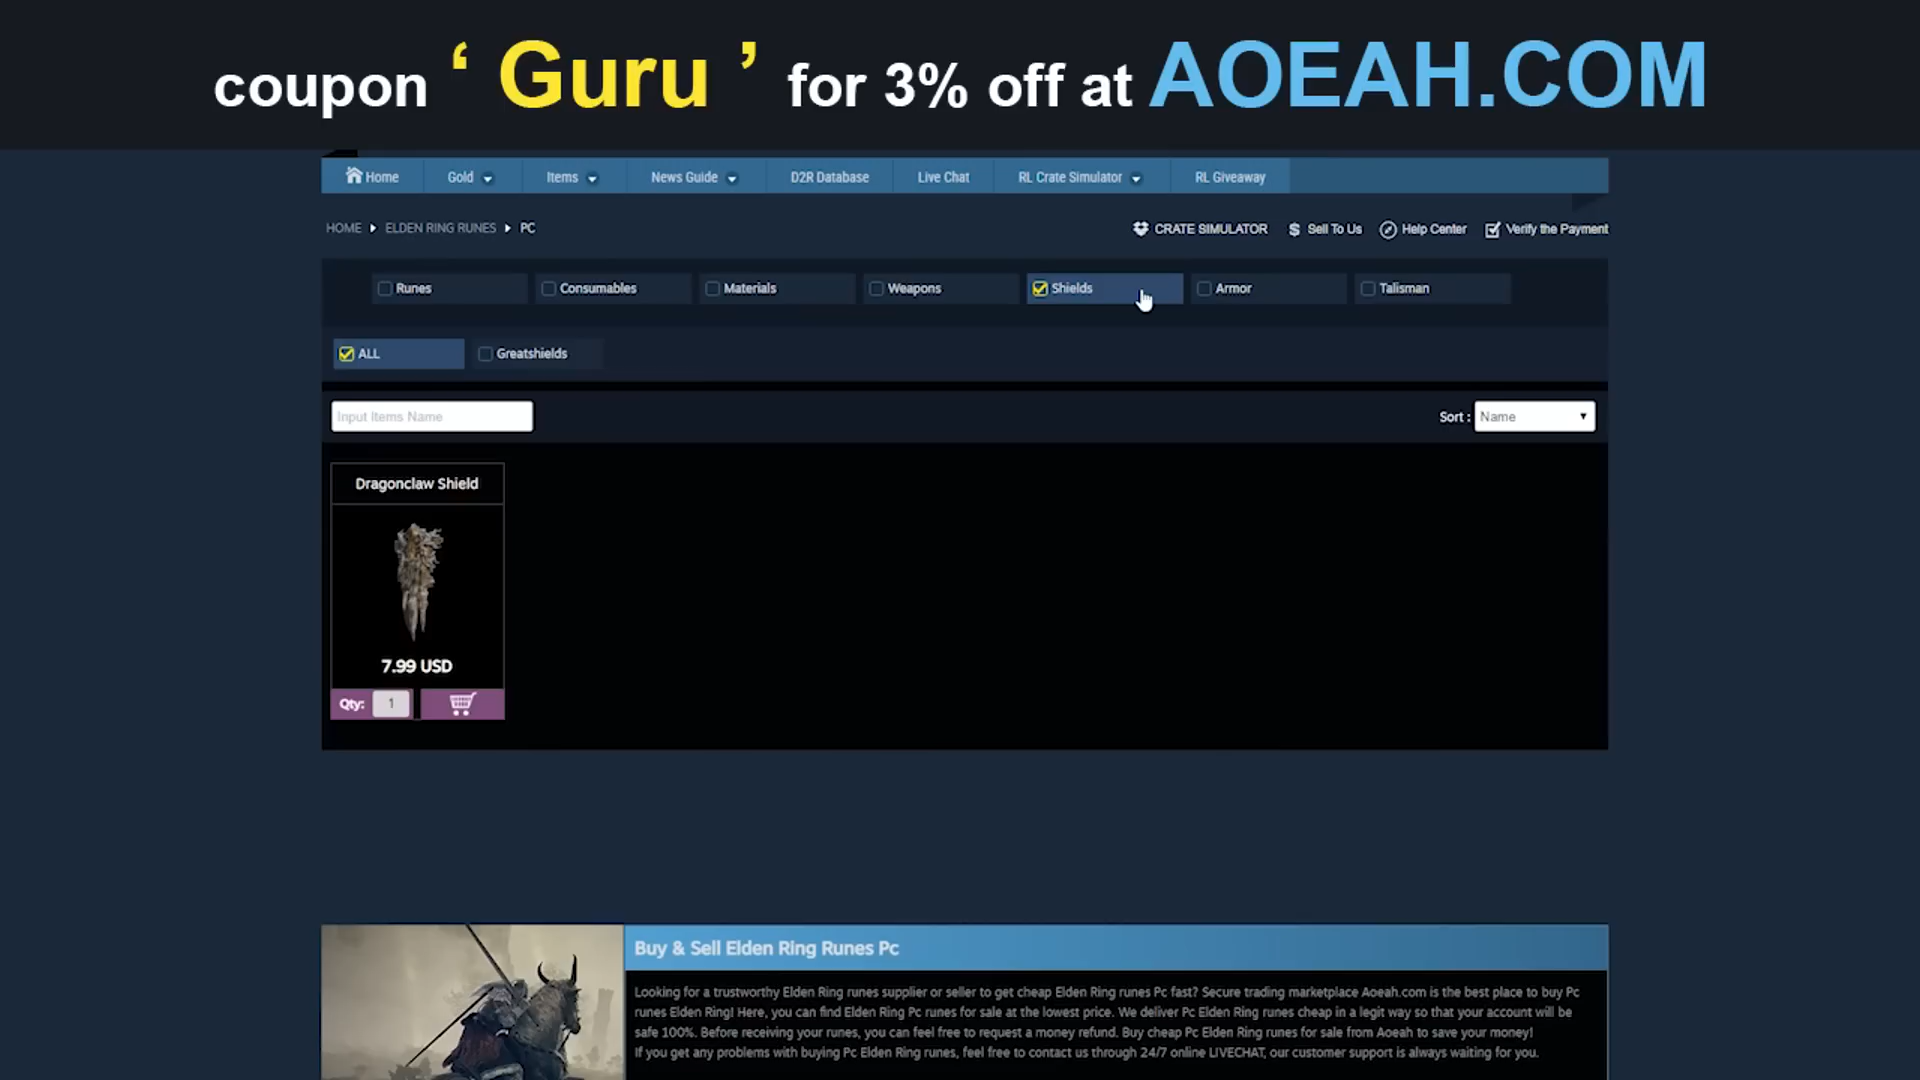 coupon ‘ Guru ’ for 3% off at AOEAH.COM
Home Gold Items News Guide D2R Database Live Chat RL Crate Simulator RL Giveaway
HOME ELDEN RING RUNES PC CRATE SIMULATOR Sell To Us Help Center Verify the Payment
Runes Consumables Materials Weapons Shields Armor Talisman
ALL Greatshields
Input Items Name Sort : Name
Dragonclaw Shield
7.99 USD
Qty: 1
Buy & Sell Elden Ring Runes Pc
Looking for a trustworthy Elden Ring runes supplier or seller to get cheap Elden Ring runes Pc fast? Secure trading marketplace Aoeah.com is the best place to buy Pc
runes Elden Ring! Here, you can find Elden Ring Pc runes for sale at the lowest price. We deliver Pc Elden Ring runes cheap in a legit way so that your account will be
safe 100%. Before receiving your runes, you can feel free to request a money refund. Buy cheap Pc Elden Ring runes for sale from Aoeah to save your money!
If you get any problems with buying Pc Elden Ring runes, feel free to contact us through 24/7 online LIVECHAT, our customer support is always waiting for you.